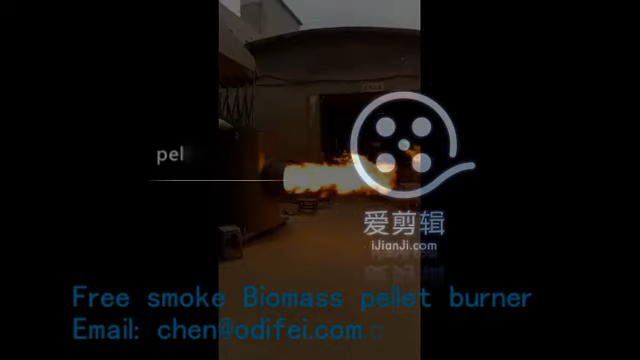 pel
爱剪辑
iJianJi.com
Free smoke Biomass pellet burner
Email: chen@odifei.com.c